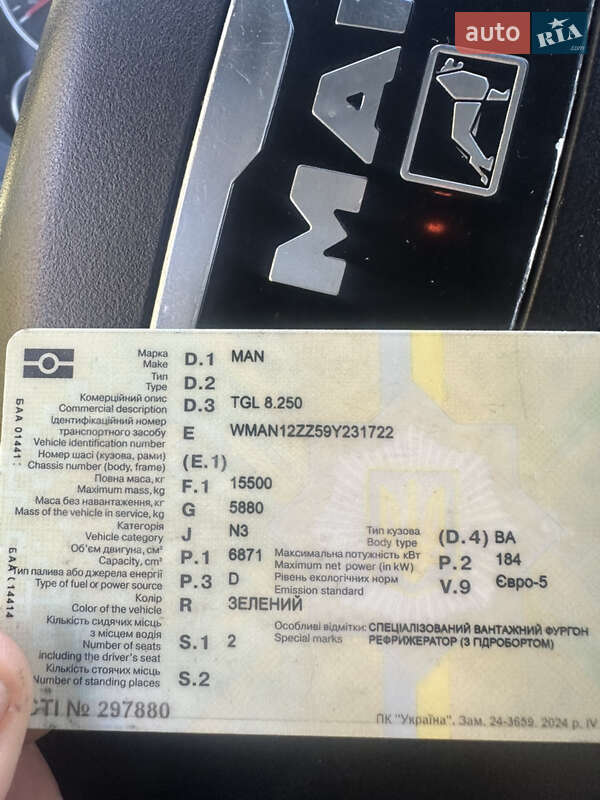 auto RIA.com
MAN
Марка
Make D.1 MAN
Тип
Type D.2
Комерційний опис
Commercial description D.3 TGL 8.250
Ідентифікаційний номер
транспортного засобу
Vehicle identification number E WMAN12ZZ59Y231722
Номер шасі (кузова, рами)
Chassis number (body, frame) (E.1)
Повна маса, кг
Maximum mass, kg F.1 15500
Маса без навантаження, кг
Mass of the vehicle in service, kg G 5880
Категорія
Vehicle category J N3
Тип кузова
Body type (D.4) ВА
Об'єм двигуна, см³
Capacity, cm³ P.1 6871
Максимальна потужність кВт
Maximum net power (in kW) P.2 184
Тип палива або джерела енергії
Type of fuel or power source P.3 D
Рівень екологічних норм
Emission standard V.9 Євро-5
Колір
Color of the vehicle R ЗЕЛЕНИЙ
Кількість сидячих місць
з місцем водія
Number of seats
including the driver's seat S.1 2
Особливі відмітки: СПЕЦІАЛІЗОВАНИЙ ВАНТАЖНИЙ ФУРГОН
Special marks РЕФРИЖЕРАТОР (З ГІДРОБОРТОМ)
Кількість стоячих місць
Number of standing places S.2
СТІ № 297880
ПК "Україна". Зам. 24-3659. 2024 р. IV